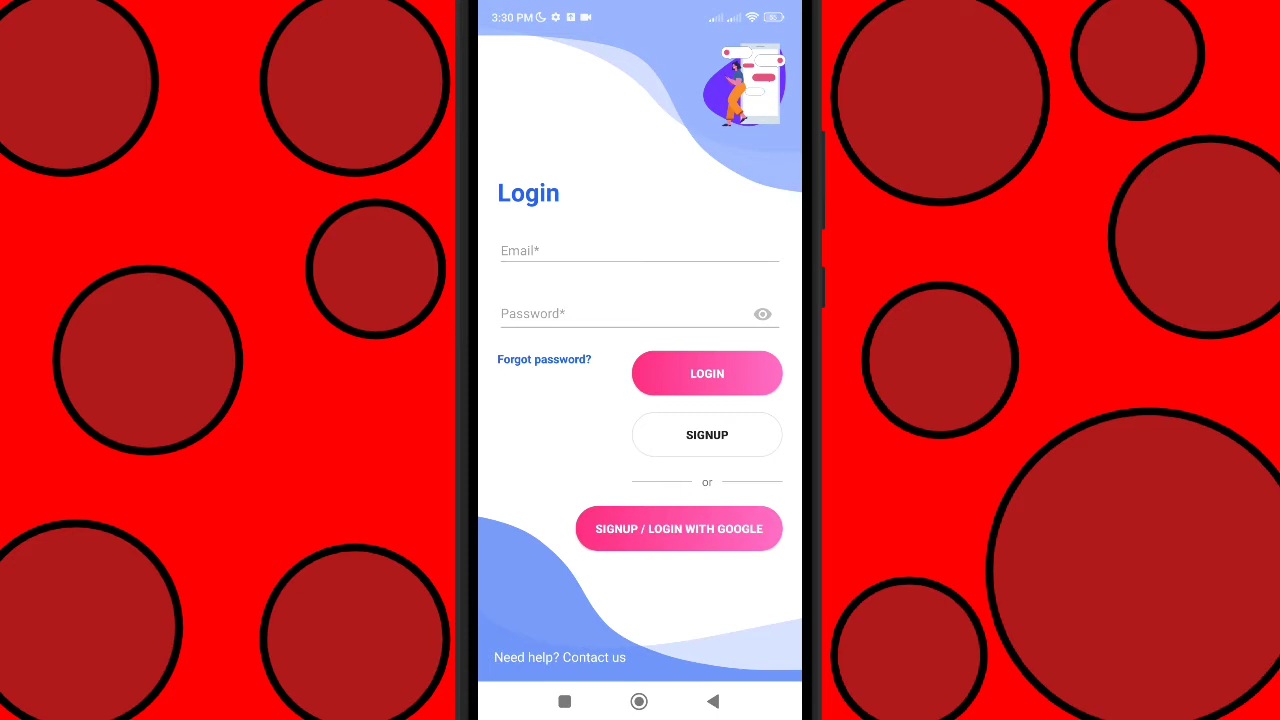 3:30 PM
Login
Email*
Password*
Forgot password?
LOGIN
SIGNUP
or
SIGNUP / LOGIN WITH GOOGLE
Need help? Contact us